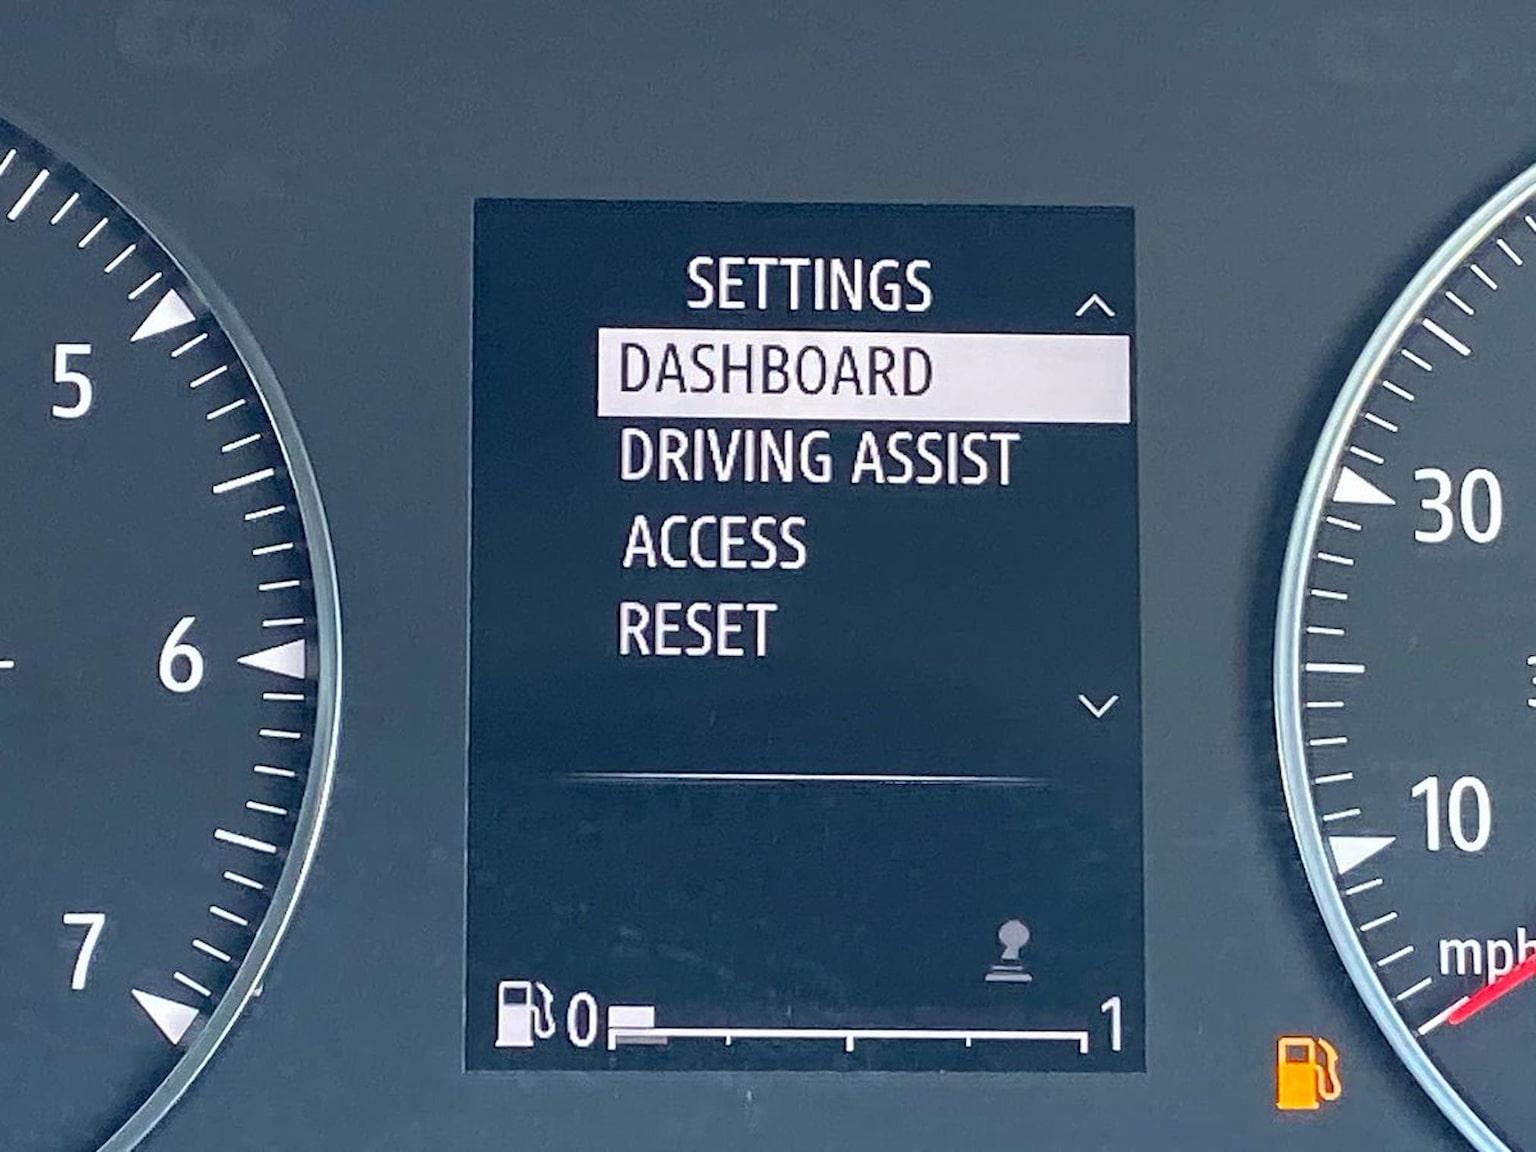 SETTINGS
DASHBOARD
DRIVING ASSIST
ACCESS
RESET
0 1
5
6
7
30
10
mph